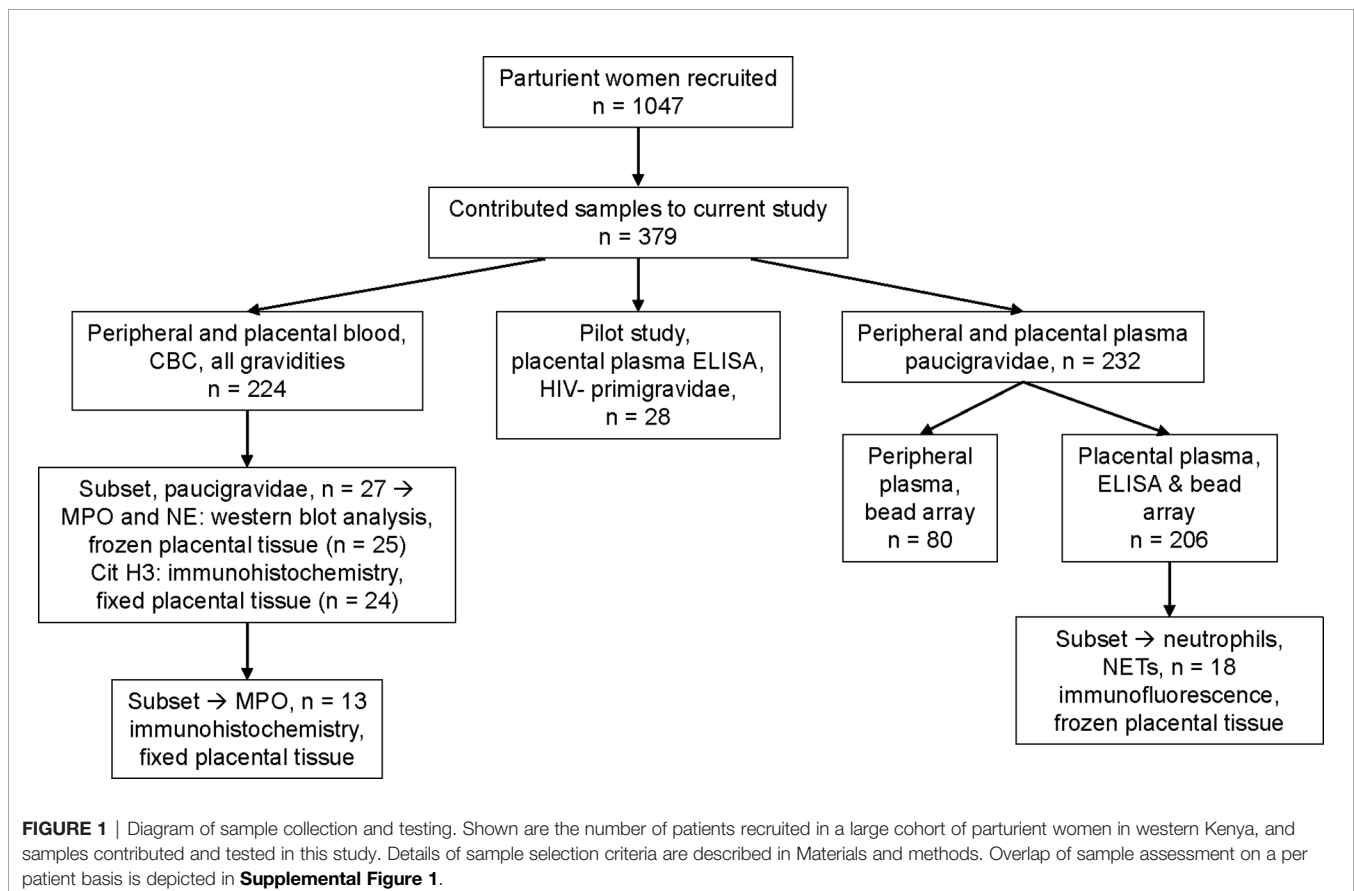 Parturient women recruited
n = 1047
Contributed samples to current study
n = 379
Peripheral and placental blood,
CBC, all gravidities
n = 224
Pilot study,
placental plasma ELISA,
HIV- primigravidae,
n = 28
Peripheral and placental plasma
paucigravidae, n = 232
Subset, paucigravidae, n = 27 →
MPO and NE: western blot analysis,
frozen placental tissue (n = 25)
Cit H3: immunohistochemistry,
fixed placental tissue (n = 24)
Peripheral
plasma,
bead array
n = 80
Placental plasma,
ELISA & bead
array
n = 206
Subset → MPO, n = 13
immunohistochemistry,
fixed placental tissue
Subset → neutrophils,
NETs, n = 18
immunofluorescence,
frozen placental tissue
FIGURE 1 | Diagram of sample collection and testing. Shown are the number of patients recruited in a large cohort of parturient women in western Kenya, and
samples contributed and tested in this study. Details of sample selection criteria are described in Materials and methods. Overlap of sample assessment on a per
patient basis is depicted in Supplemental Figure 1.